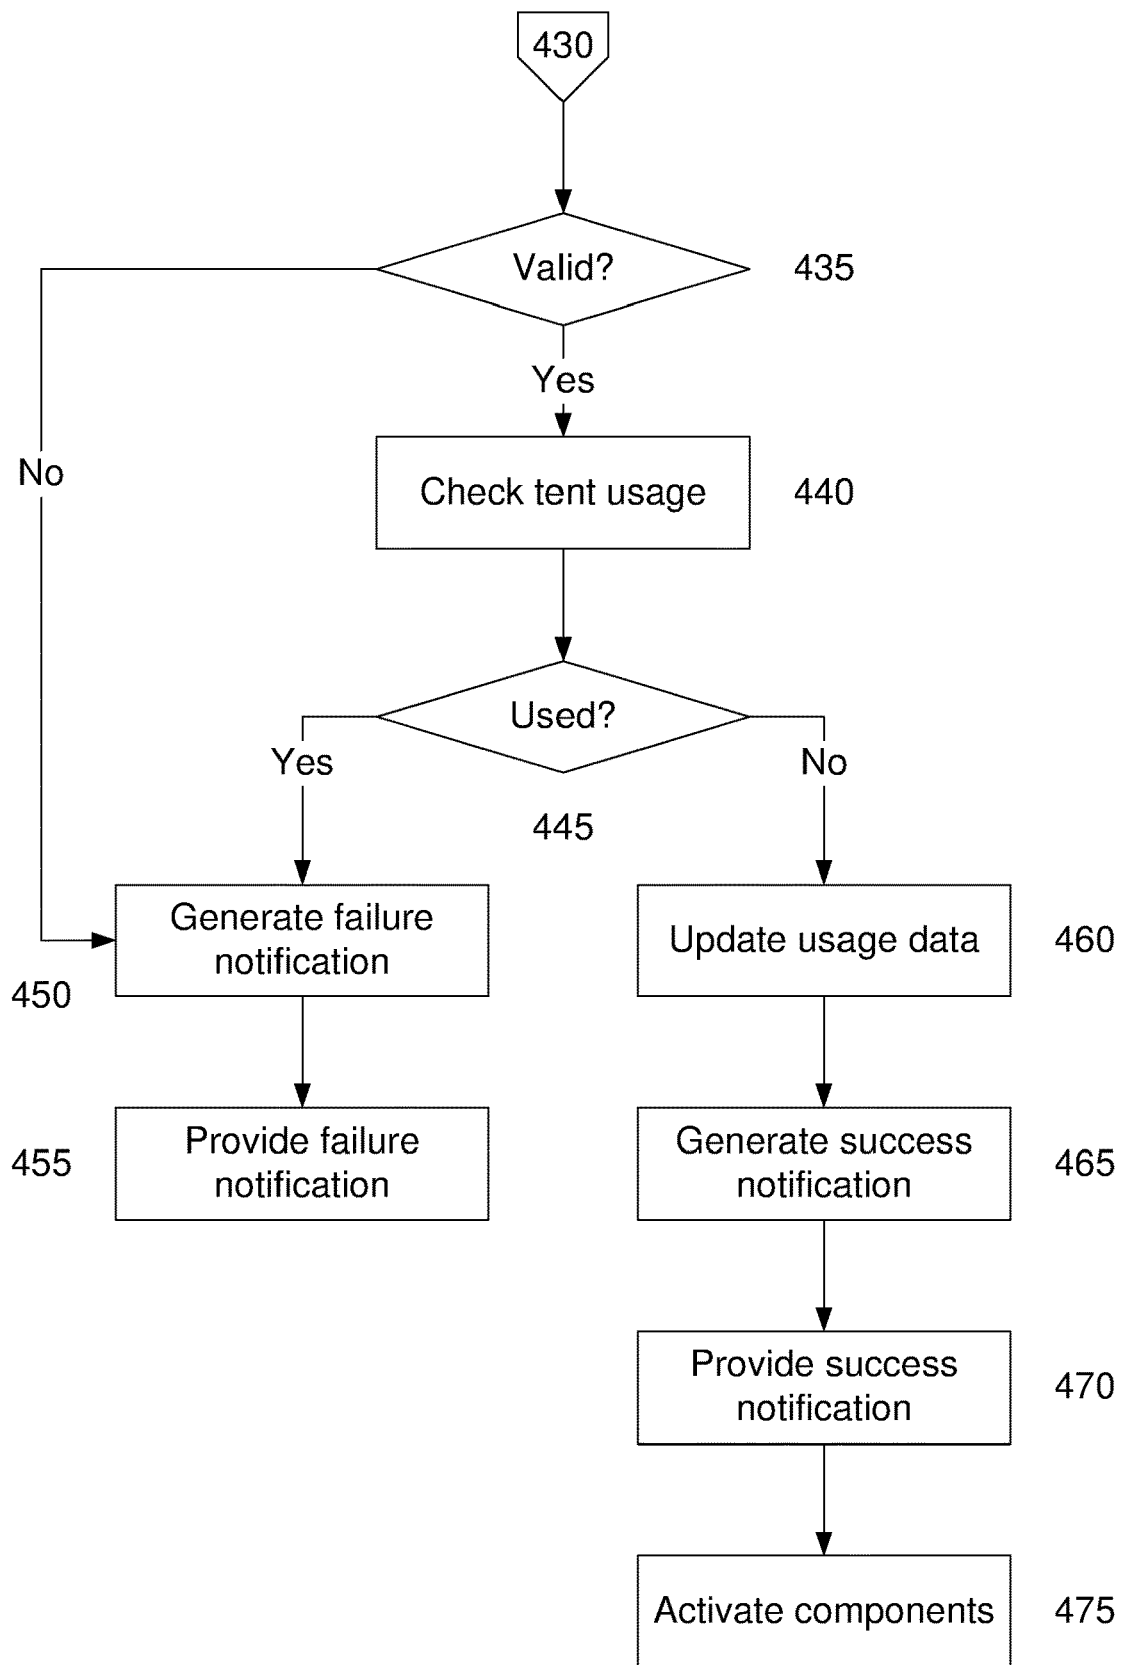 430
Valid?
435
Yes
No
Check tent usage
440
Used?
Yes
No
445
Generate failure
notification
450
Update usage data
460
Provide failure
notification
455
Generate success
notification
465
Provide success
notification
470
Activate components
475